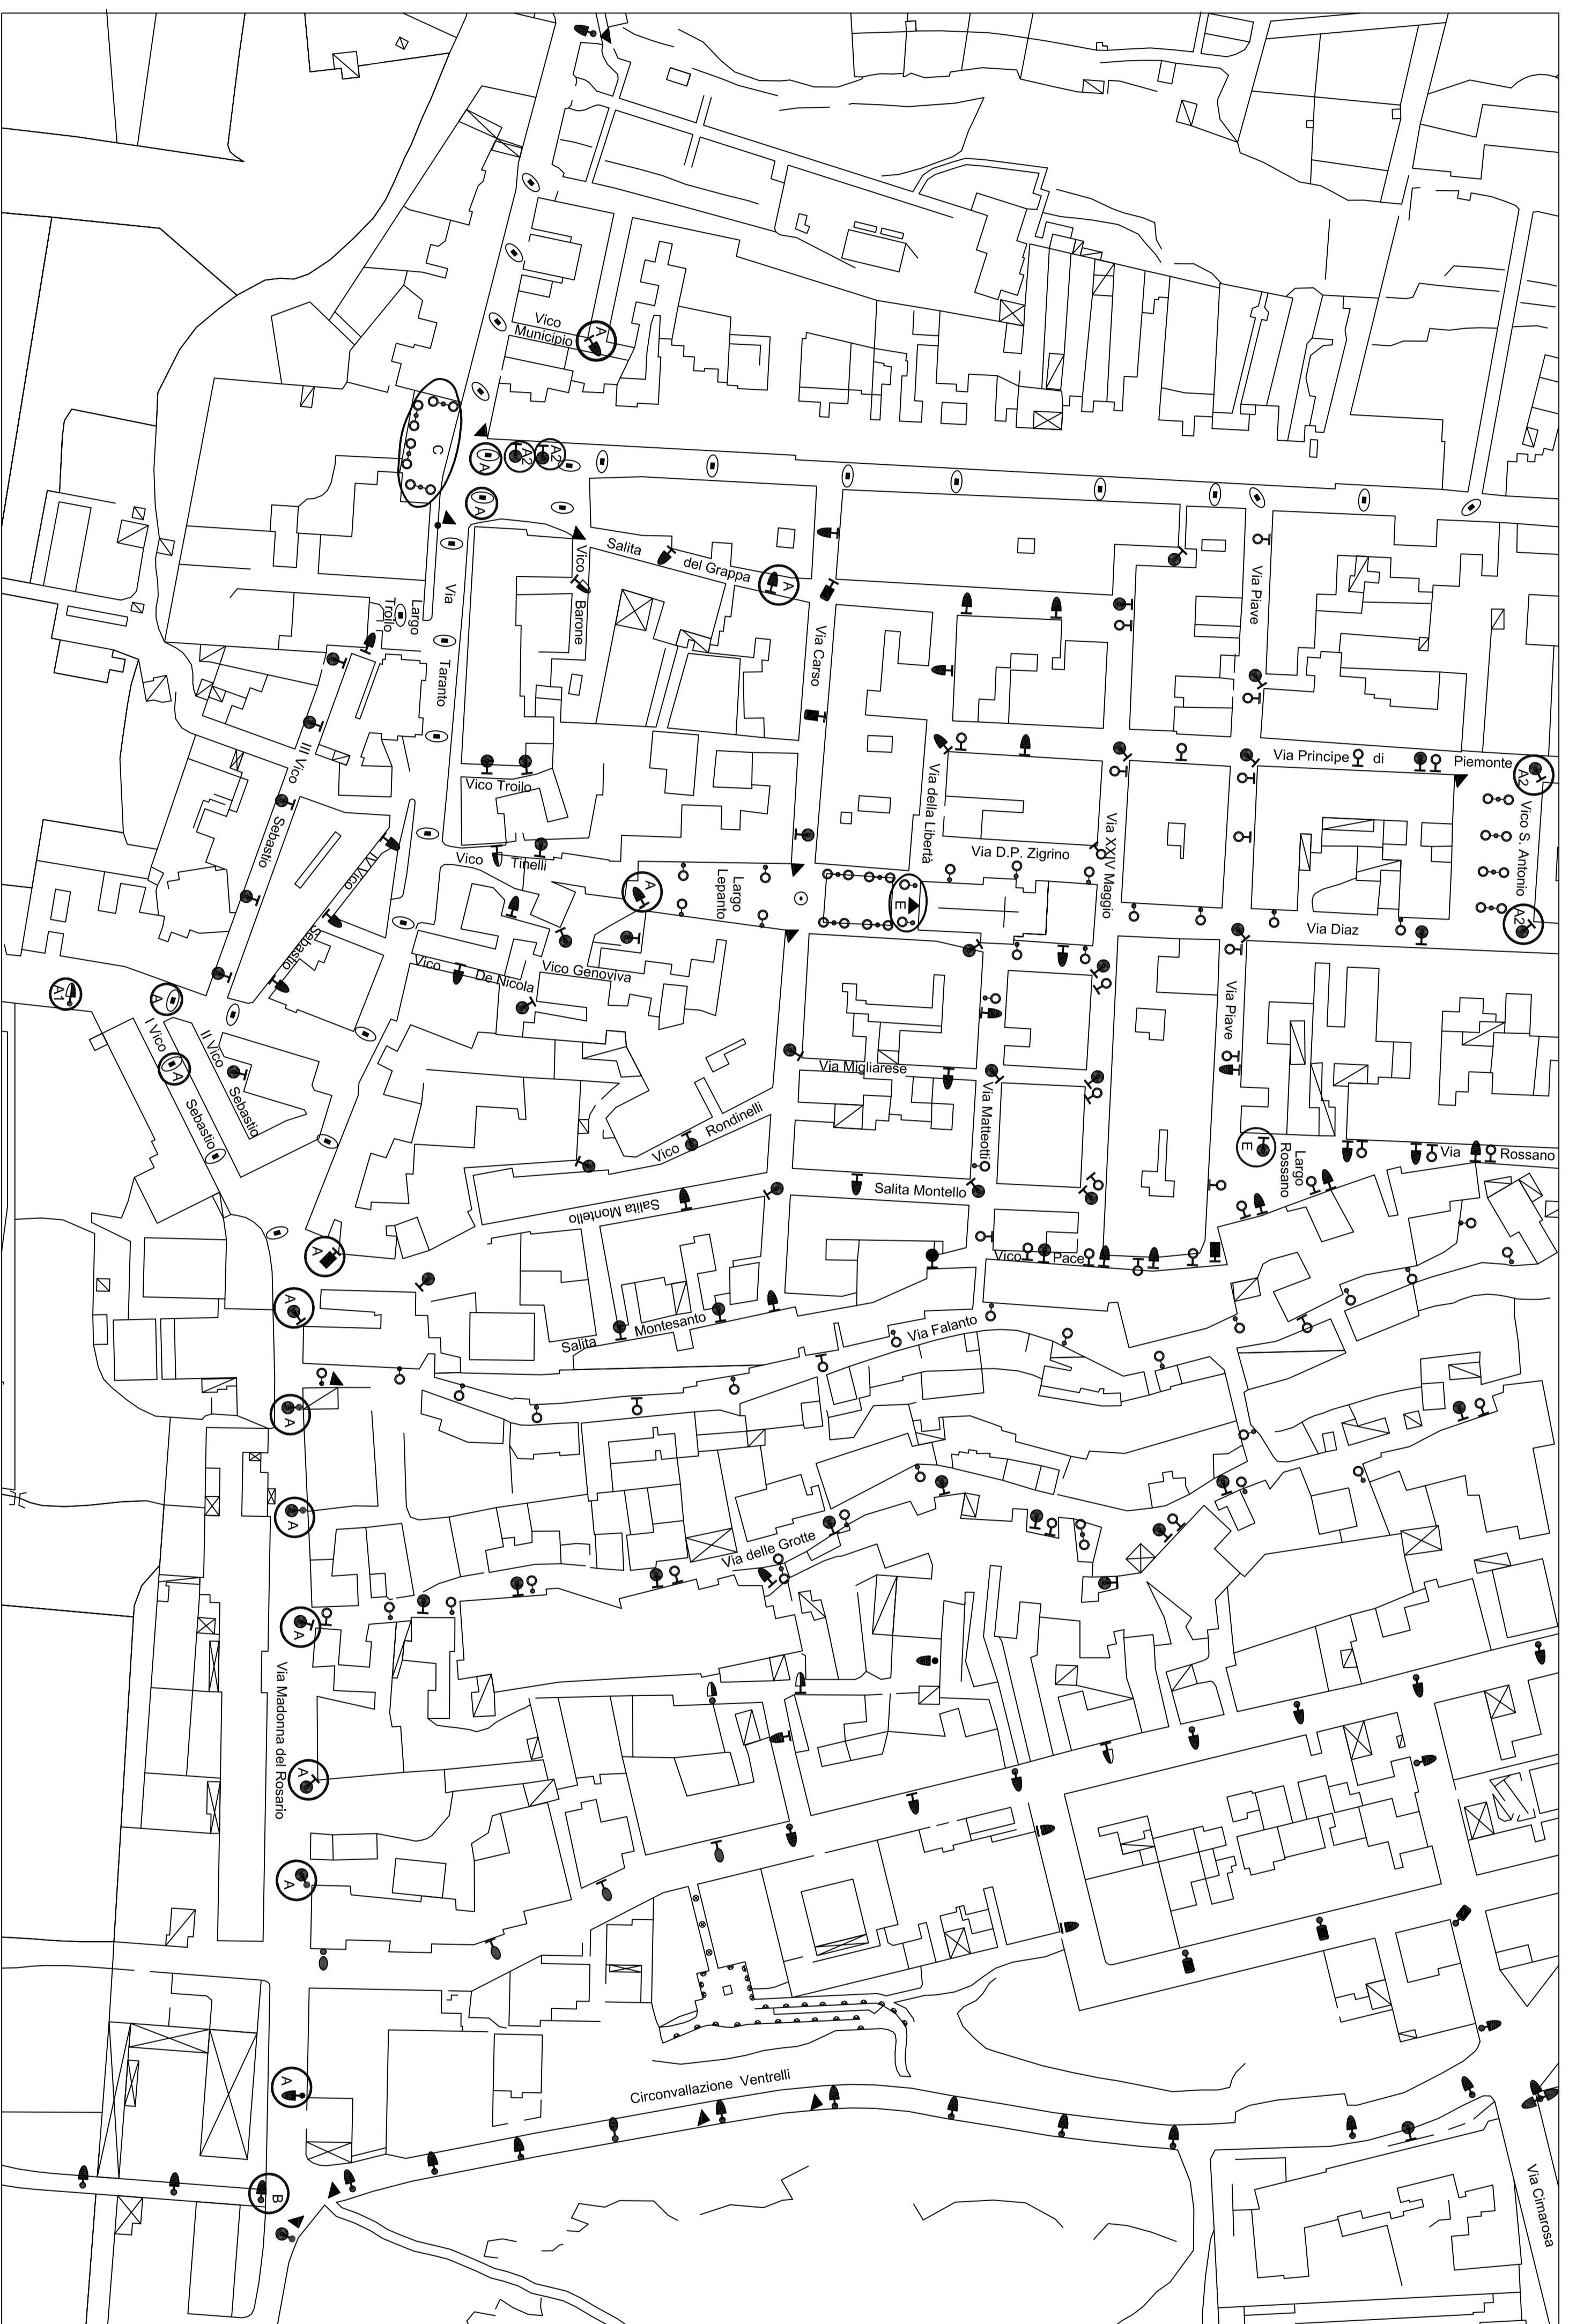 Vico
Municipio
A
C
A
A2
A2
A
Salita
del Grappa
A
Vico
Barone
Via
Taranto
Largo
Troilo
Via Carso
Via Piave
Via Principe di Piemonte
A2
Vico S. Antonio
A2
III Vico
Sebastio
Vico Troilo
Vico Tinelli
IV Vico
Sebastio
A
Largo
Lepanto
Via della Libertà
Via D.P. Zigrino
Via XXIV Maggio
E
Via Diaz
Vico De Nicola
Vico Genoviva
A1
A
I Vico
Sebastio
A
II Vico
Sebastio
Via Migliarese
Via Matteotti
Via Piave
Vico Rondinelli
E
Largo
Rossano
Via Rossano
Salita Montello
Salita Montello
A
Vico Pace
A
Salita Montesanto
Via Falanto
A
A
Via delle Grotte
A
Via Madonna del Rosario
A
A
A
Circonvallazione Ventrelli
B
Via Cimarosa